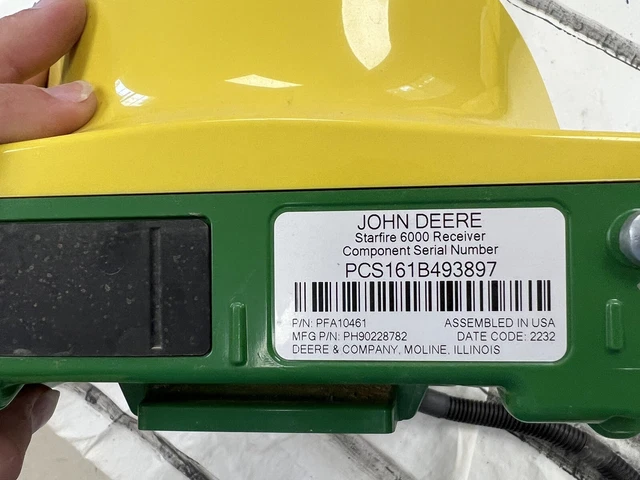 JOHN DEERE
Starfire 6000 Receiver
Component Serial Number
PCS161B493897
P/N: PFA10461 ASSEMBLED IN USA
MFG P/N: PH90228782 DATE CODE: 2232
DEERE & COMPANY, MOLINE, ILLINOIS